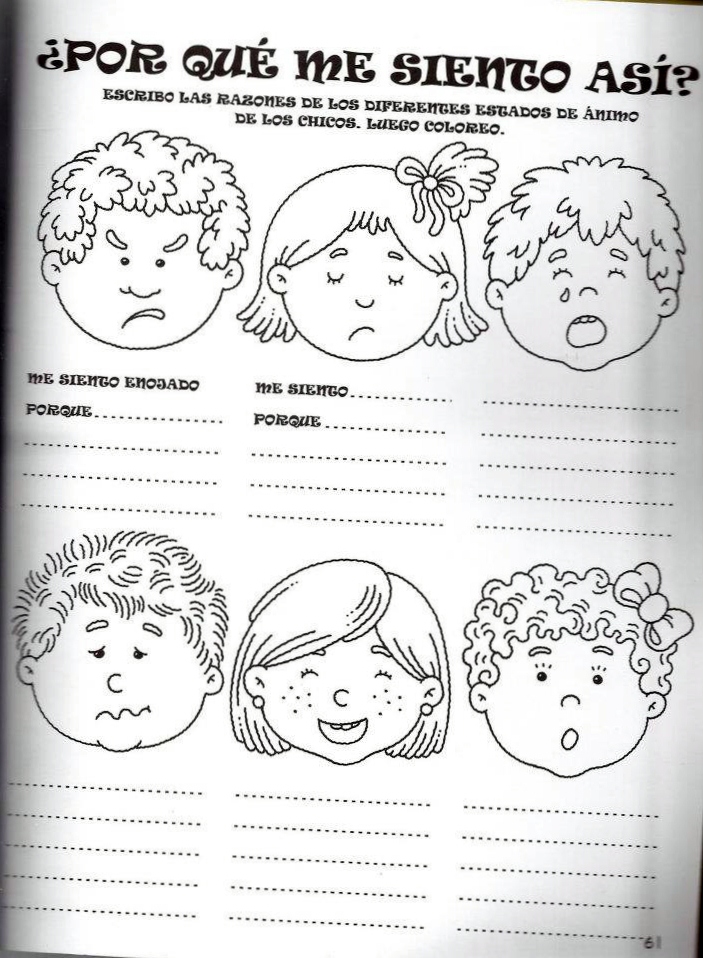 ¿POR QUÉ ME SIENTO ASÍ?
ESCRIBO LAS RAZONES DE LOS DIFERENTES ESTADOS DE ÁNIMO
DE LOS CHICOS. LUEGO COLOREO.
ME SIENTO ENOJADO
PORQUE
ME SIENTO
PORQUE
61